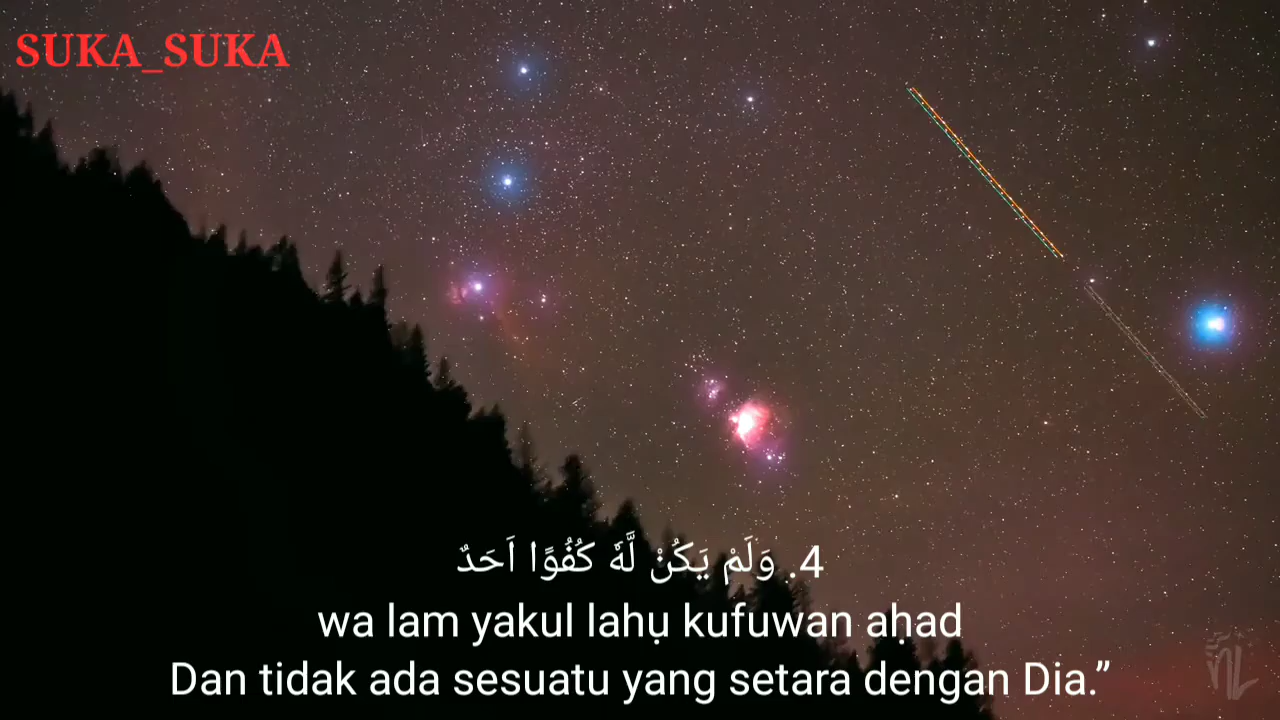 SUKA_SUKA
4. وَلَمْ يَكُنْ لَّهٗ كُفُوًا اَحَدٌ
wa lam yakul lahụ kufuwan aḥad
Dan tidak ada sesuatu yang setara dengan Dia.”